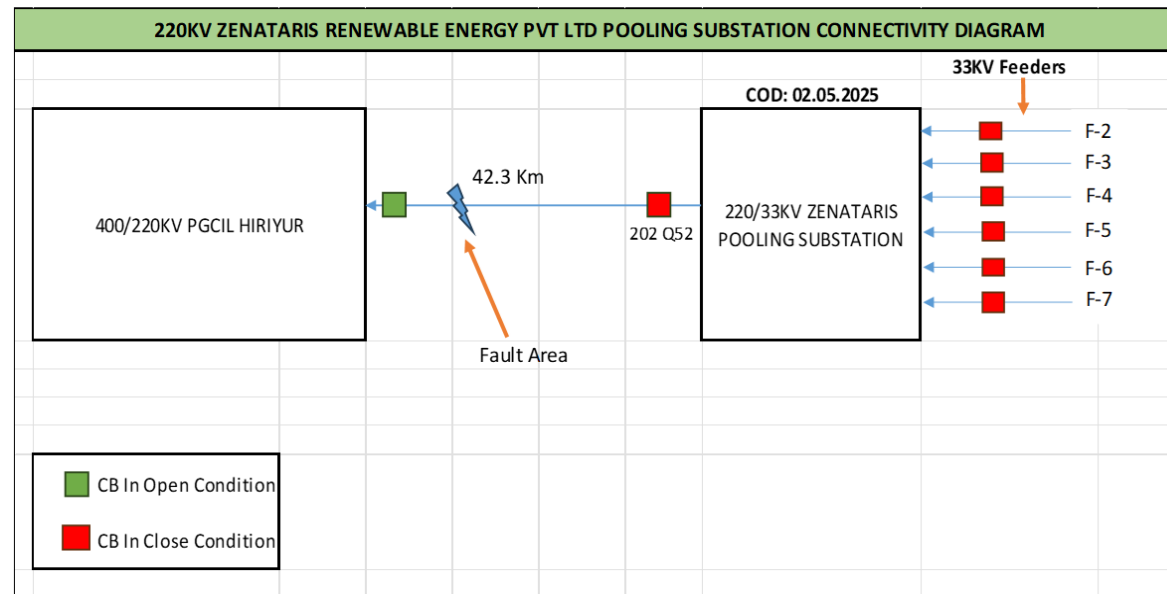 220KV ZENATARIS RENEWABLE ENERGY PVT LTD POOLING SUBSTATION CONNECTIVITY DIAGRAM
33KV Feeders
COD: 02.05.2025
F-2
F-3
F-4
F-5
F-6
F-7
42.3 Km
202 Q52
400/220KV PGCIL HIRIYUR
220/33KV ZENATARIS
POOLING SUBSTATION
Fault Area
CB In Open Condition
CB In Close Condition